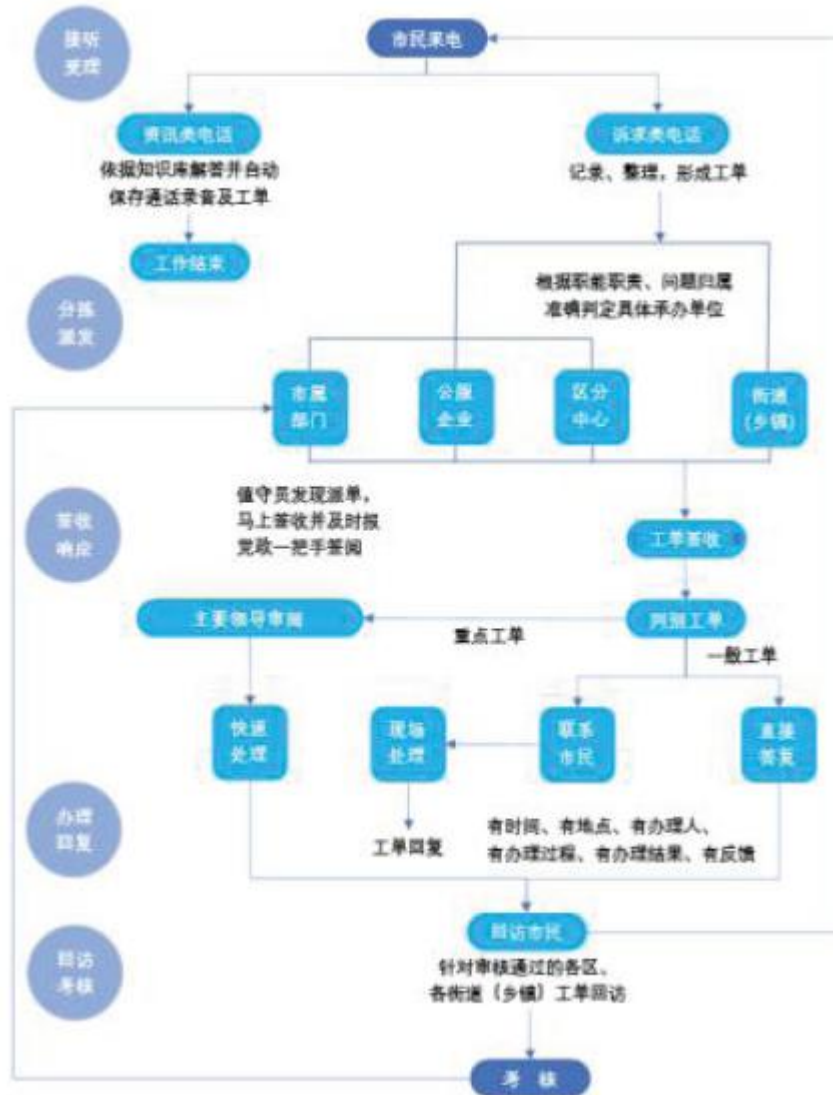 接听
受理
市民来电
资讯类电话
诉求类电话
依据知识库解答并自动
保存通话录音及工单
记录、整理，形成工单
工作结束
分拣
派发
根据职能职责、问题归属
准确判定具体承办单位
市属
部门
公服
企业
区分
中心
街道
(乡镇)
值守员发现派单，
马上签收并及时报
党政一把手签阅
签收
响应
工单签收
主要领导审阅
判别工单
重点工单
一般工单
快速
处理
现场
处理
联系
市民
直接
答复
办理
回复
工单回复
有时间、有地点、有办理人、
有办理过程、有办理结果、有反馈
回访
考核
回访市民
针对审核通过的各区、
各街道（乡镇）工单回访
考 核